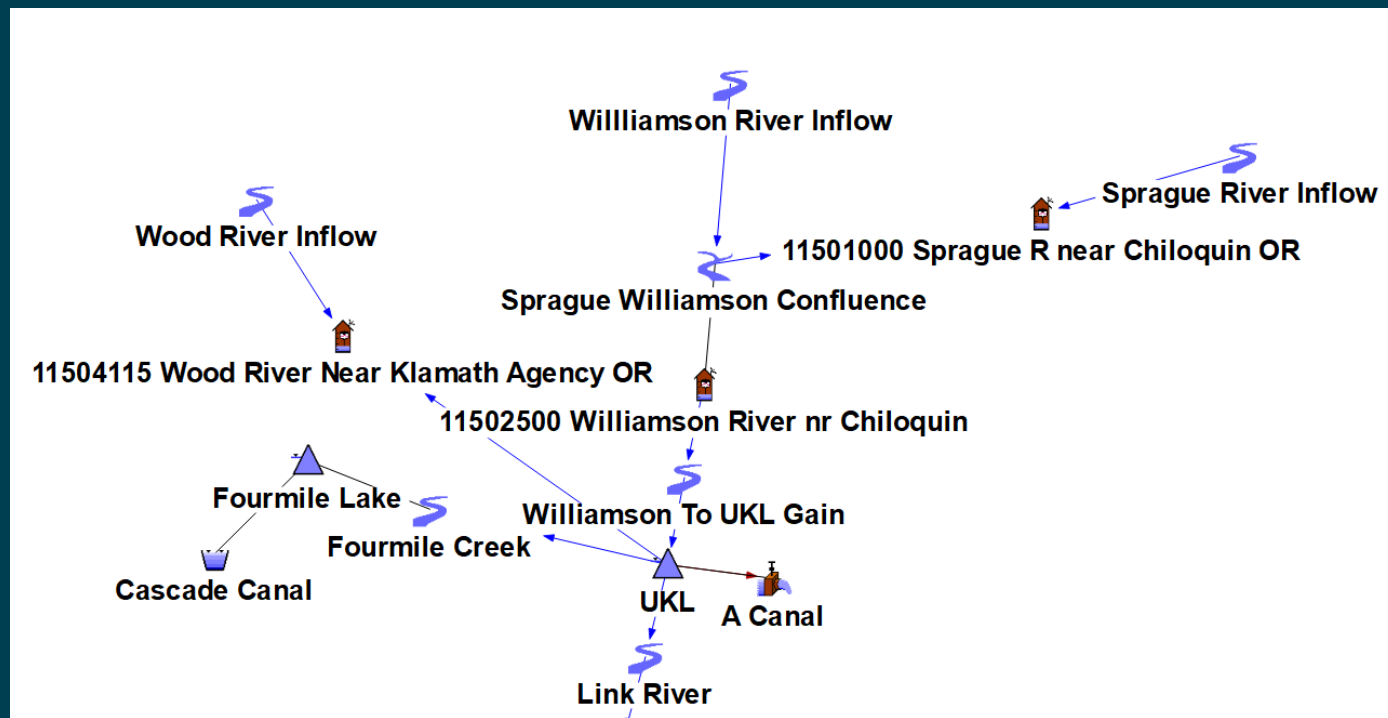 Willliamson River Inflow
Sprague River Inflow
Wood River Inflow
11501000 Sprague R near Chiloquin OR
Sprague Williamson Confluence
11504115 Wood River Near Klamath Agency OR
11502500 Williamson River nr Chiloquin
Fourmile Lake
Williamson To UKL Gain
Fourmile Creek
Cascade Canal
UKL
A Canal
Link River